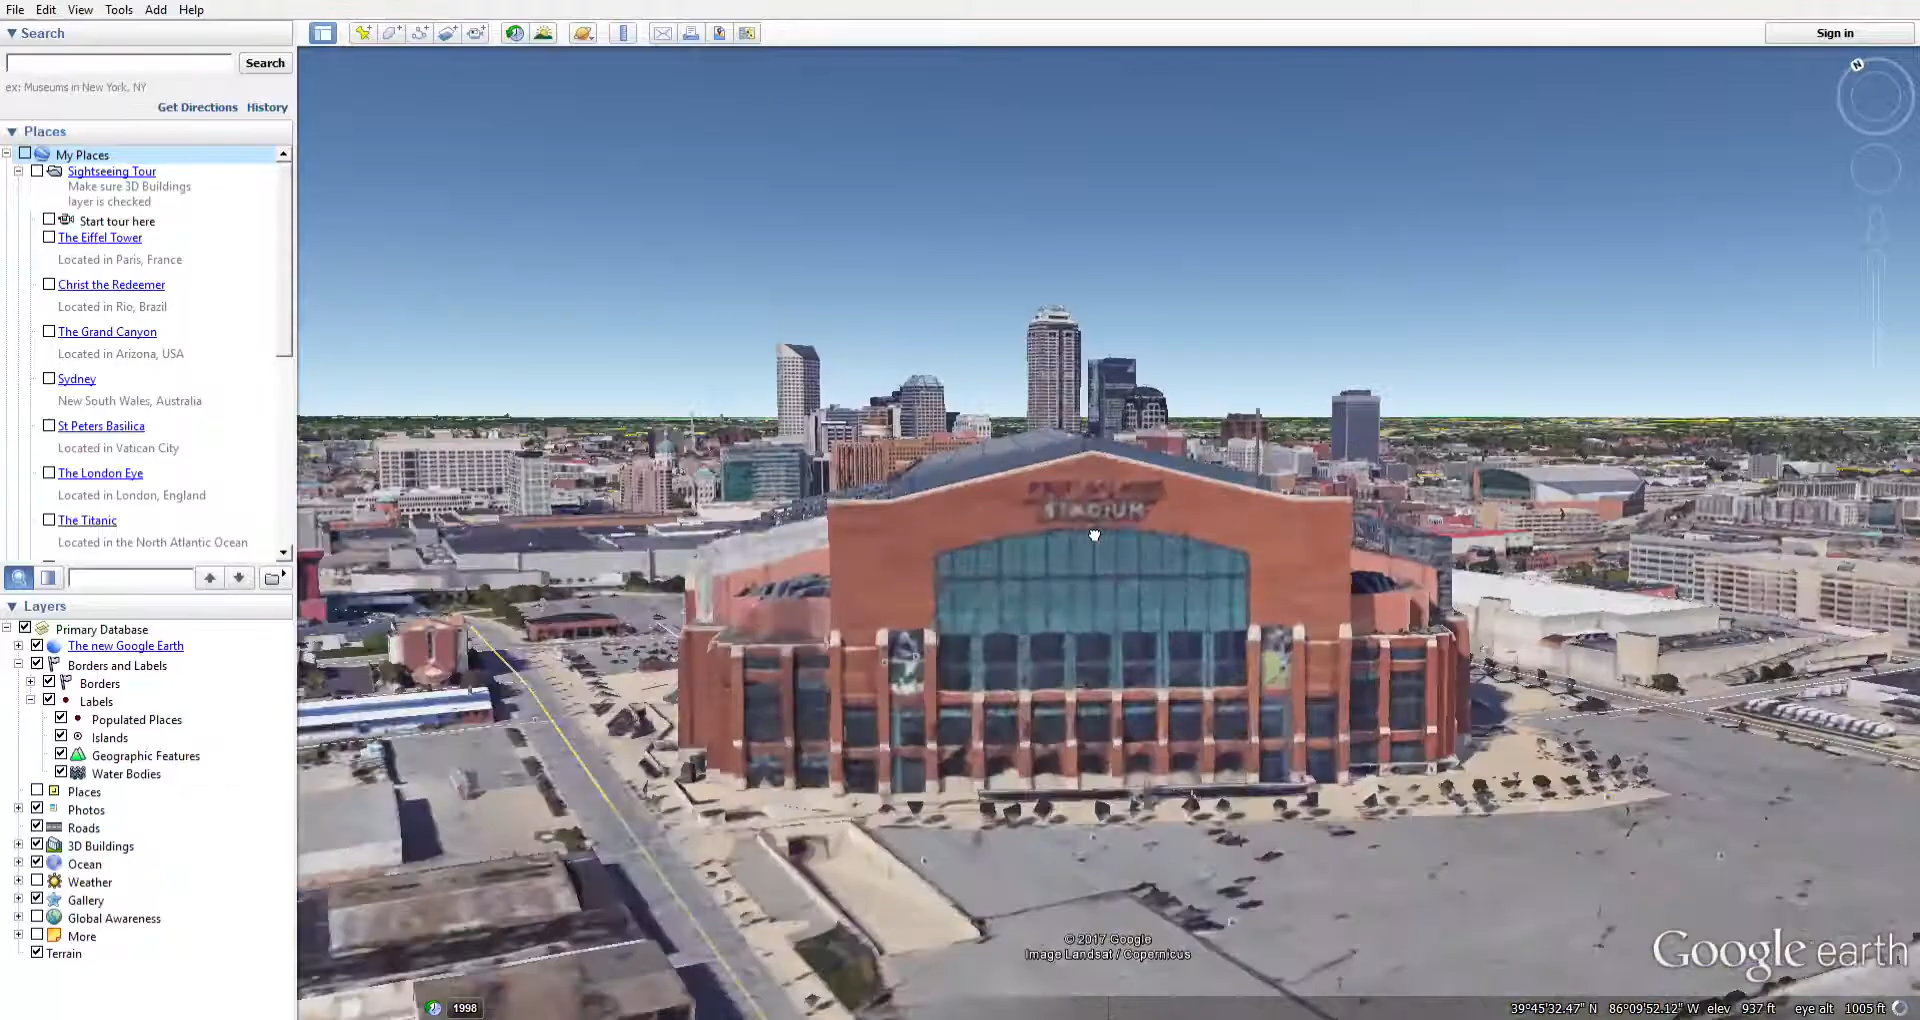 File Edit View Tools Add Help
Search
Sign in
Search
ex: Museums in New York, NY
Get Directions History
Places
My Places
Sightseeing Tour
Make sure 3D Buildings
layer is checked
Start tour here
The Eiffel Tower
Located in Paris, France
Christ the Redeemer
Located in Rio, Brazil
The Grand Canyon
Located in Arizona, USA
Sydney
New South Wales, Australia
St Peters Basilica
Located in Vatican City
The London Eye
Located in London, England
The Titanic
Located in the North Atlantic Ocean
Layers
Primary Database
The new Google Earth
Borders and Labels
Borders
Labels
Populated Places
Islands
Geographic Features
Water Bodies
Places
Photos
Roads
3D Buildings
Ocean
Weather
Gallery
Global Awareness
More
Terrain
N
STADIUM
© 2017 Google
Image Landsat / Copernicus
Google earth
1998
39°45'32.47" N 86°09'52.12" W elev 937 ft eye alt 1005 ft